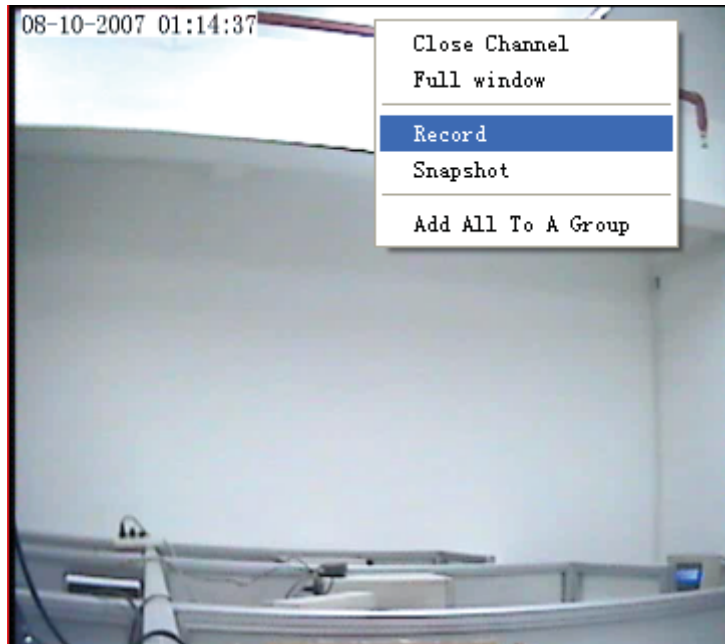 08-10-2007 01:14:37
Close Channel
Full window
Record
Snapshot
Add All To A Group